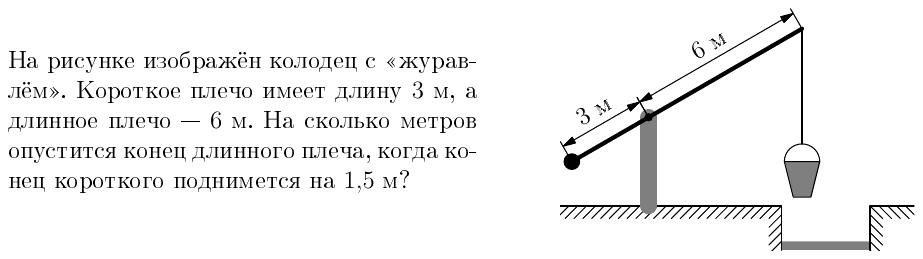 На рисунке изображён колодец с «журав-
лём». Короткое плечо имеет длину 3 м, а
длинное плечо — 6 м. На сколько метров
опустится конец длинного плеча, когда ко-
нец короткого поднимется на 1,5 м?
6 м
3 м